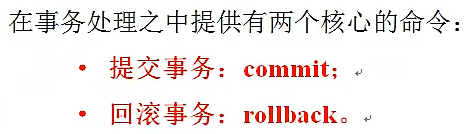 在事务处理之中提供有两个核心的命令：
• 提交事务：commit；
• 回滚事务：rollback。